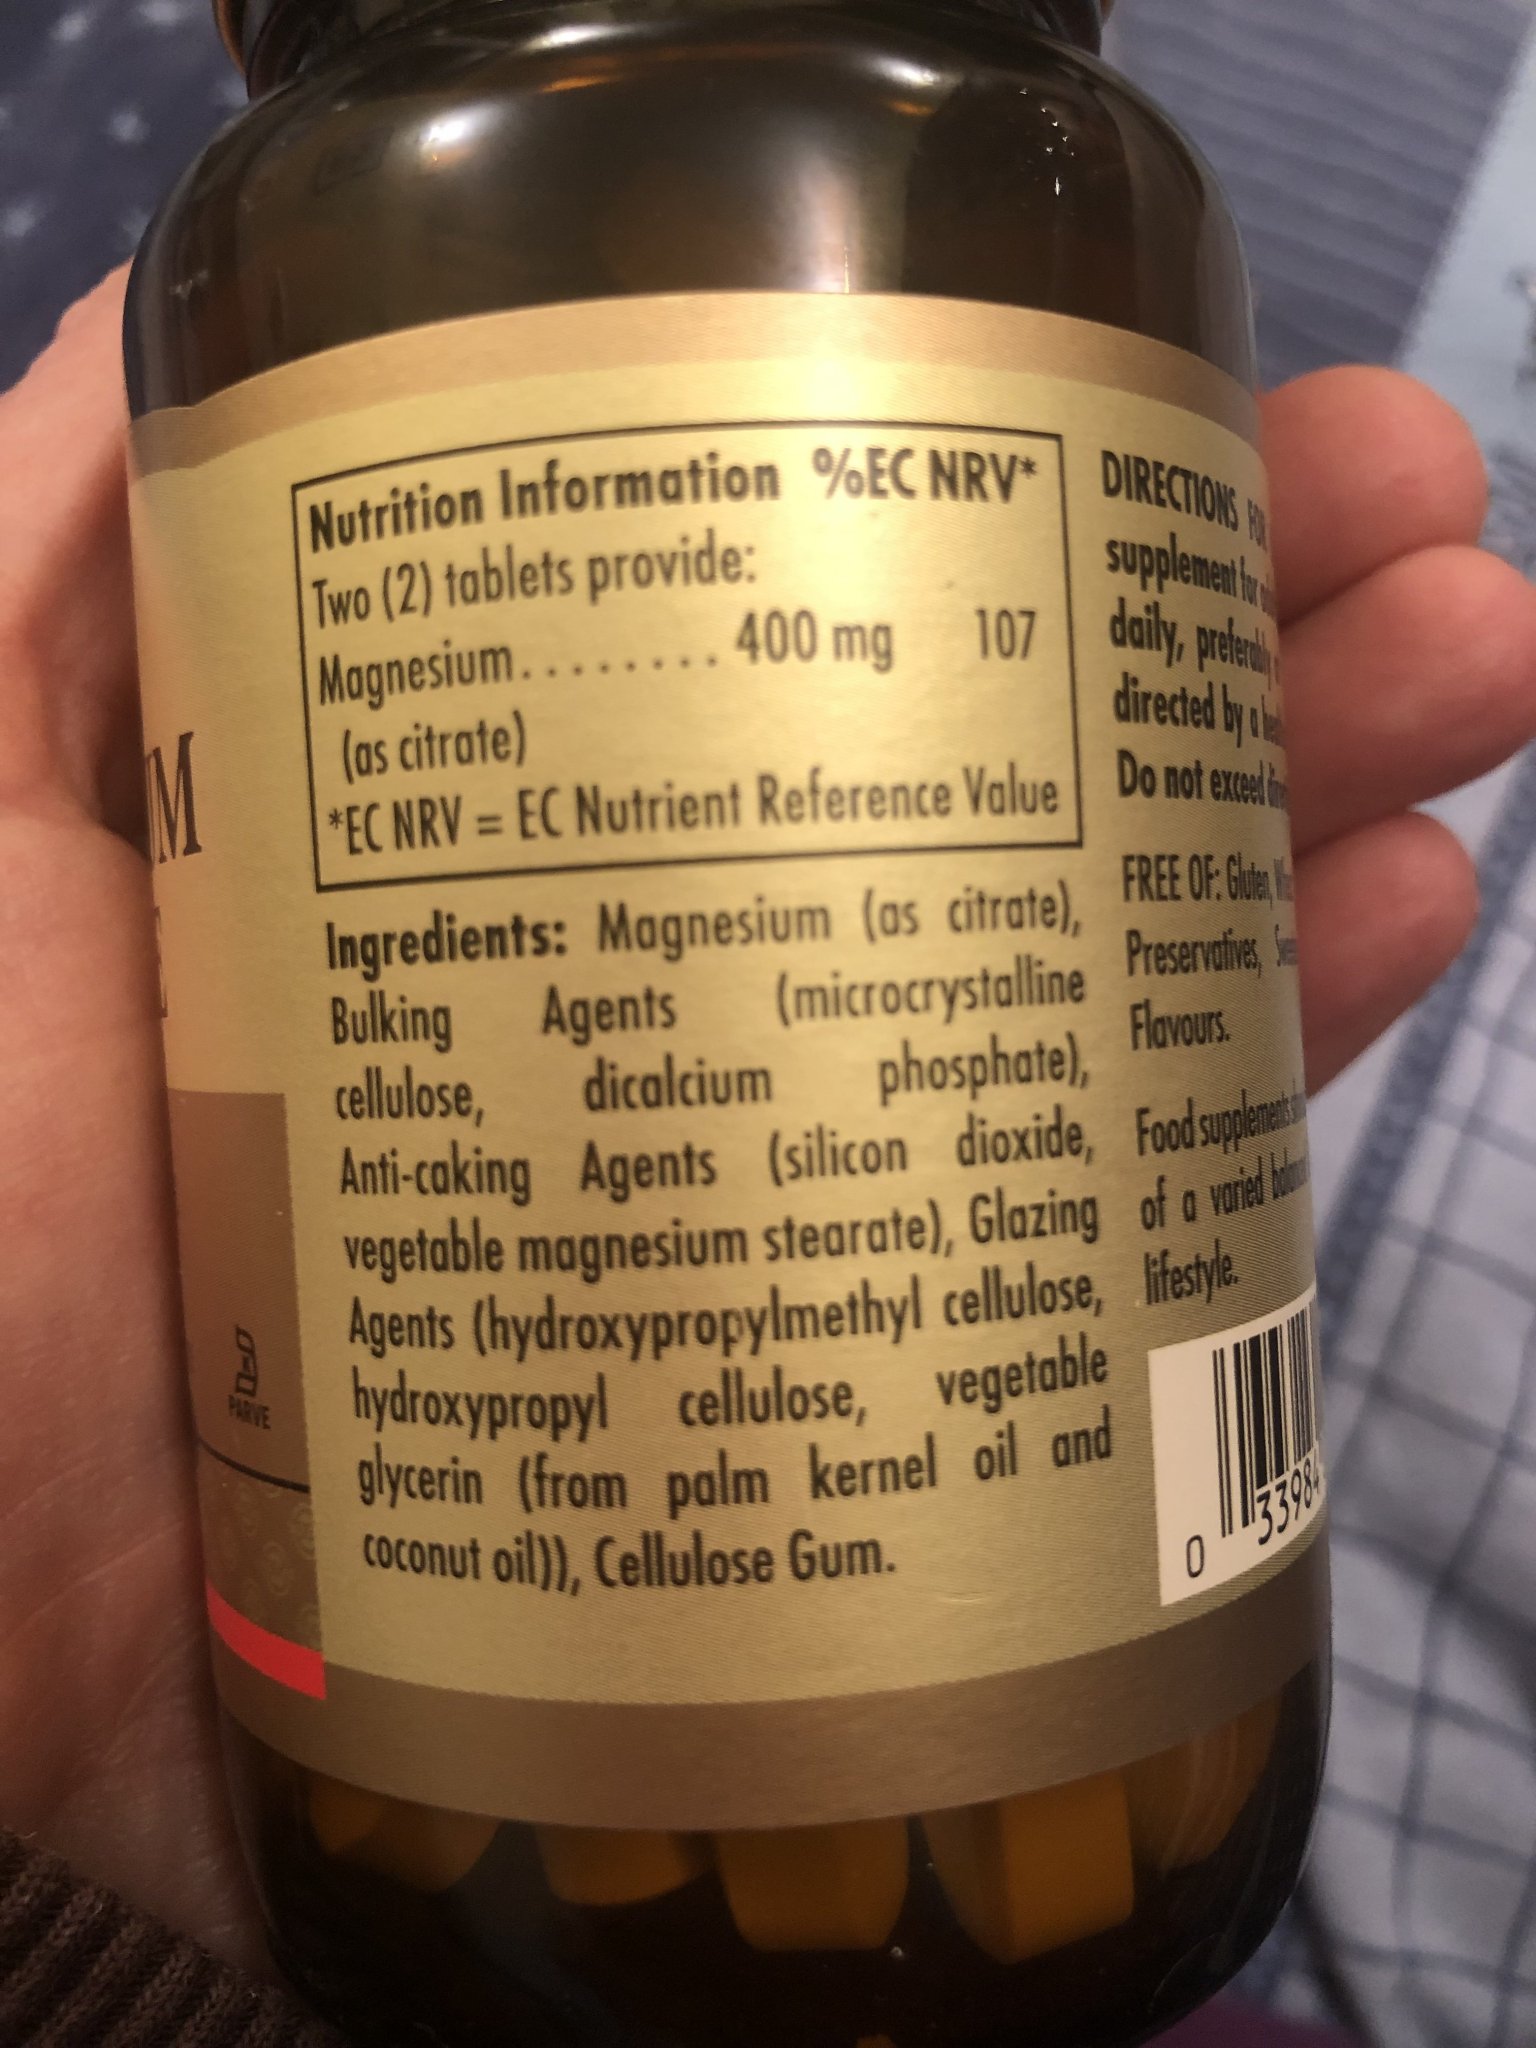 UM
PARVE
Nutrition Information %EC NRV*
Two (2) tablets provide:
Magnesium........ 400 mg 107
(as citrate)
*EC NRV = EC Nutrient Reference Value
Ingredients: Magnesium (as citrate),
Bulking Agents (microcrystalline
cellulose, dicalcium phosphate),
Anti-caking Agents (silicon dioxide,
vegetable magnesium stearate), Glazing
Agents (hydroxypropylmethyl cellulose,
hydroxypropyl cellulose, vegetable
glycerin (from palm kernel oil and
coconut oil)), Cellulose Gum.
DIRECTIONS FOR
supplement for
daily, preferably
directed by a
Do not exceed
FREE OF: Gluten,
Preservatives,
Flavours.
Food supplements
of a varied
lifestyle.
0 33984